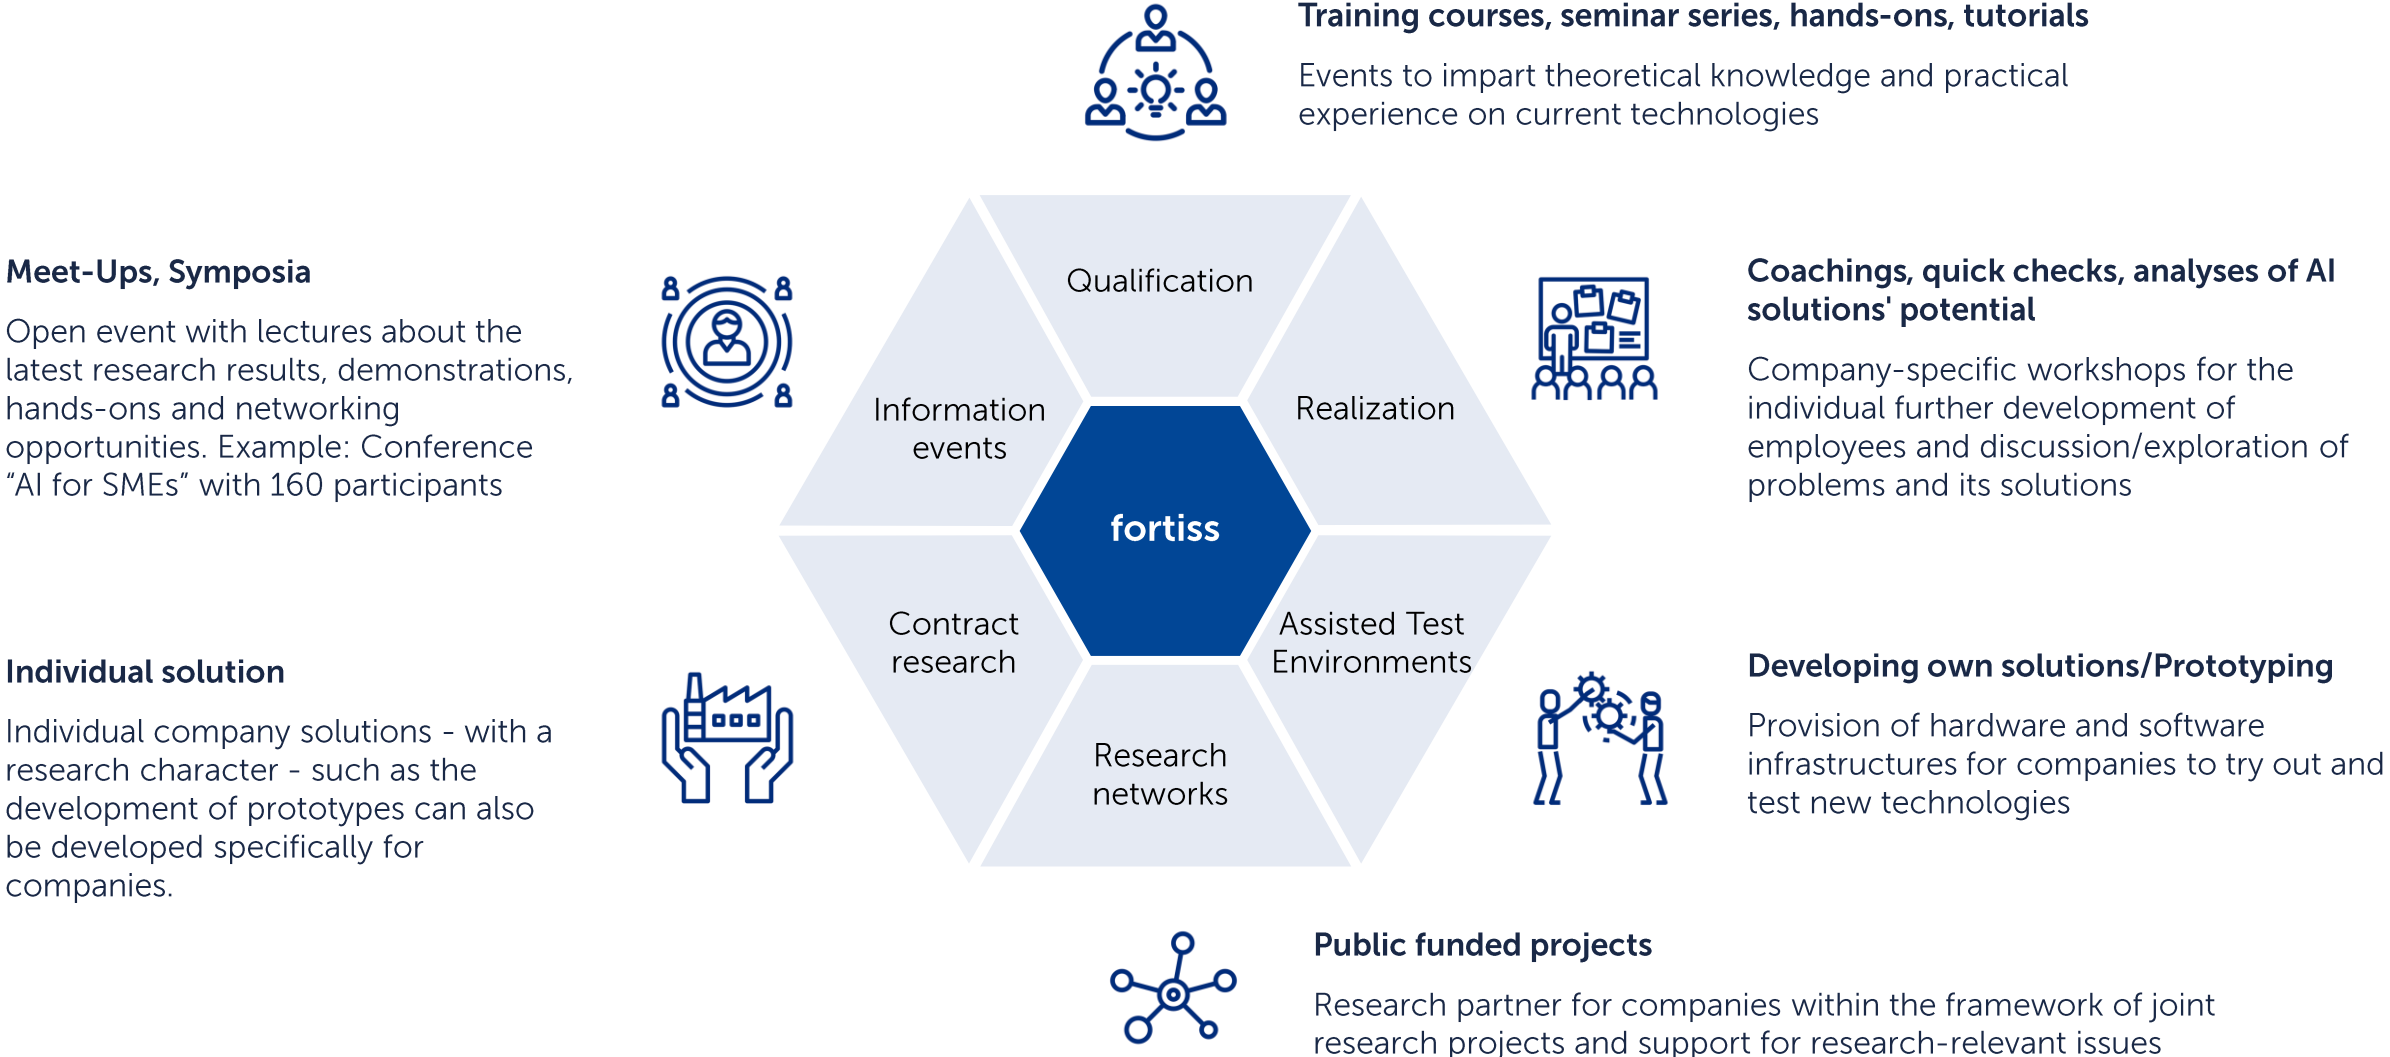 Training courses, seminar series, hands-ons, tutorials
Events to impart theoretical knowledge and practical
experience on current technologies
Meet-Ups, Symposia
Open event with lectures about the
latest research results, demonstrations,
hands-ons and networking
opportunities. Example: Conference
“AI for SMEs” with 160 participants
Qualification
Information
events
Realization
fortiss
Contract
research
Assisted Test
Environments
Research
networks
Coachings, quick checks, analyses of AI
solutions' potential
Company-specific workshops for the
individual further development of
employees and discussion/exploration of
problems and its solutions
Individual solution
Individual company solutions - with a
research character - such as the
development of prototypes can also
be developed specifically for
companies.
Developing own solutions/Prototyping
Provision of hardware and software
infrastructures for companies to try out and
test new technologies
Public funded projects
Research partner for companies within the framework of joint
research projects and support for research-relevant issues